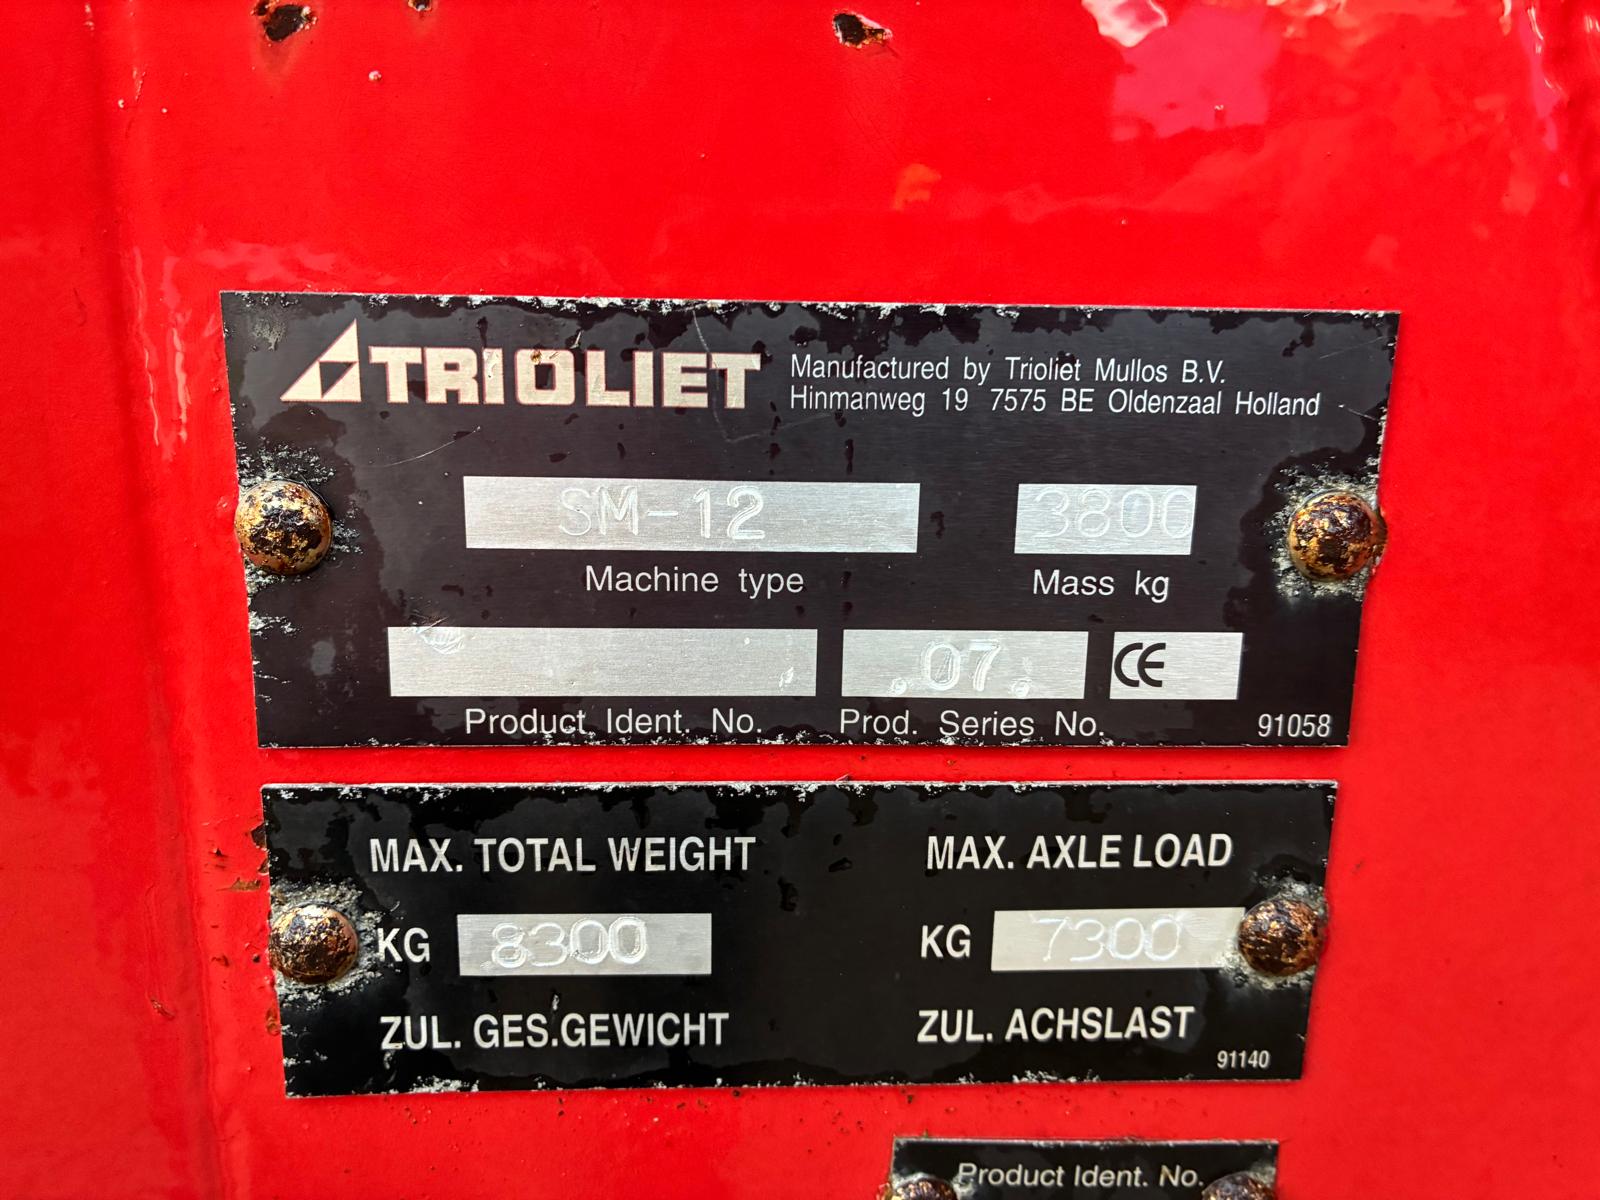 TRIOLIET
Manufactured by Trioliet Mullos B.V.
Hinmanweg 19 7575 BE Oldenzaal Holland
SM-12
3800
Machine type
Mass kg
.07.
CE
Product Ident. No.
Prod. Series No.
91058
MAX. TOTAL WEIGHT
MAX. AXLE LOAD
KG 8300
KG 7300
ZUL. GES.GEWICHT
ZUL. ACHSLAST
91140
Product Ident. No.